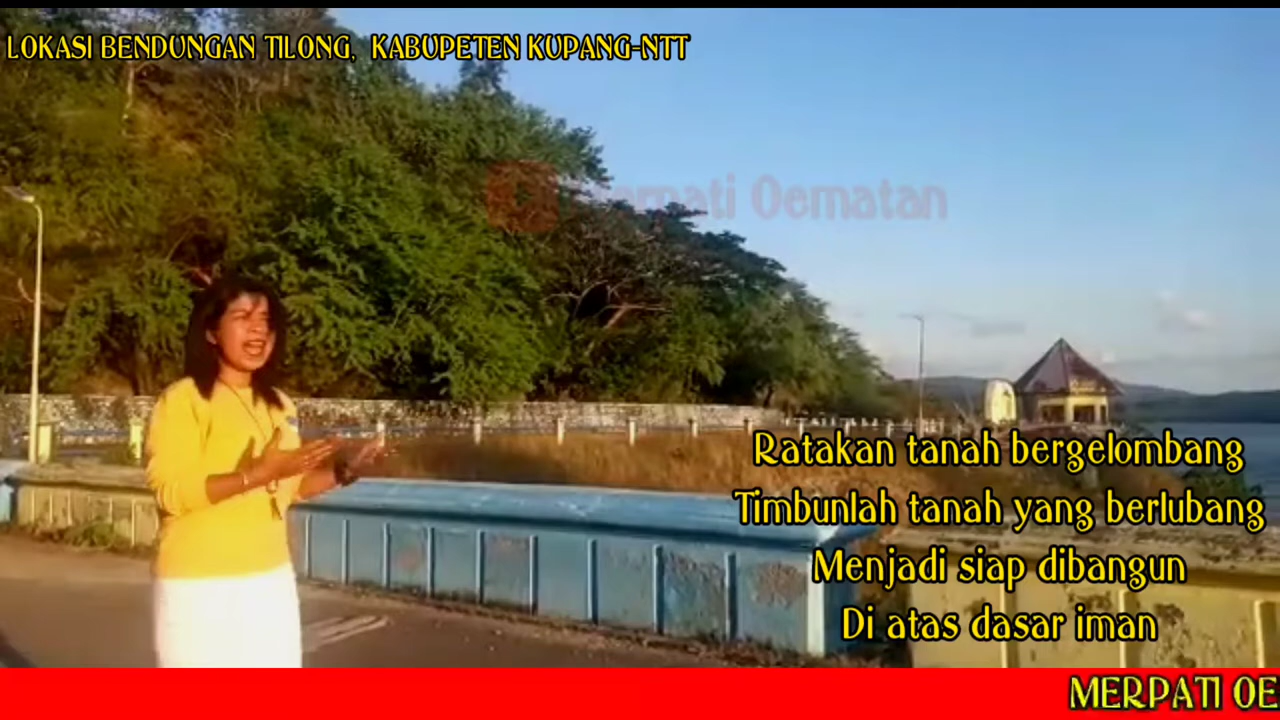 LOKASI BENDUNGAN TILONG, KABUPETEN KUPANG-NTT
Merpati Oematan
Ratakan tanah bergelombang
Timbunlah tanah yang berlubang
Menjadi siap dibangun
Di atas dasar iman
MERPATI OE